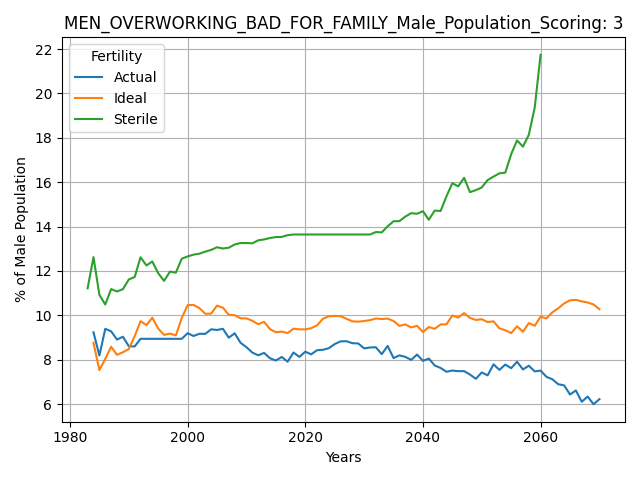 MEN_OVERWORKING_BAD_FOR_FAMILY_Male_Population_Scoring: 3
Fertility
Actual
Ideal
Sterile
% of Male Population
22
20
18
16
14
12
10
8
6
1980
2000
2020
2040
2060
Years